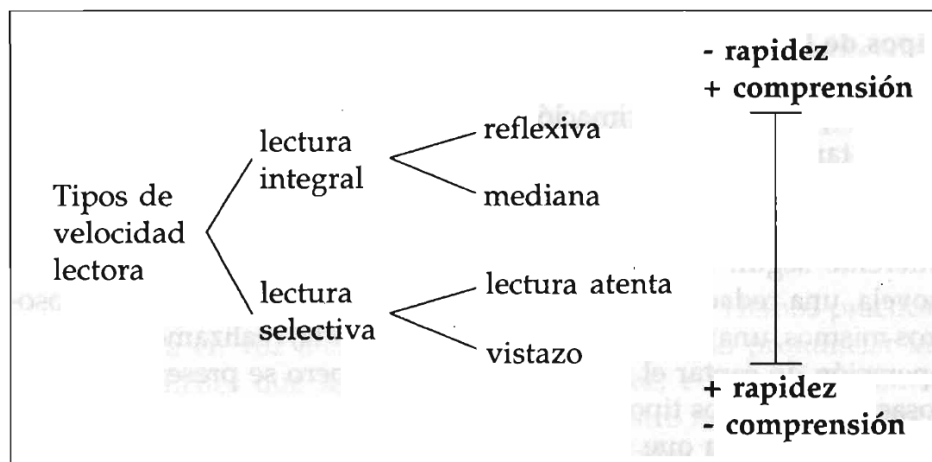 - rapidez
+ comprensión
lectura
integral
reflexiva
mediana
Tipos de
velocidad
lectora
lectura
selectiva
lectura atenta
vistazo
+ rapidez
- comprensión